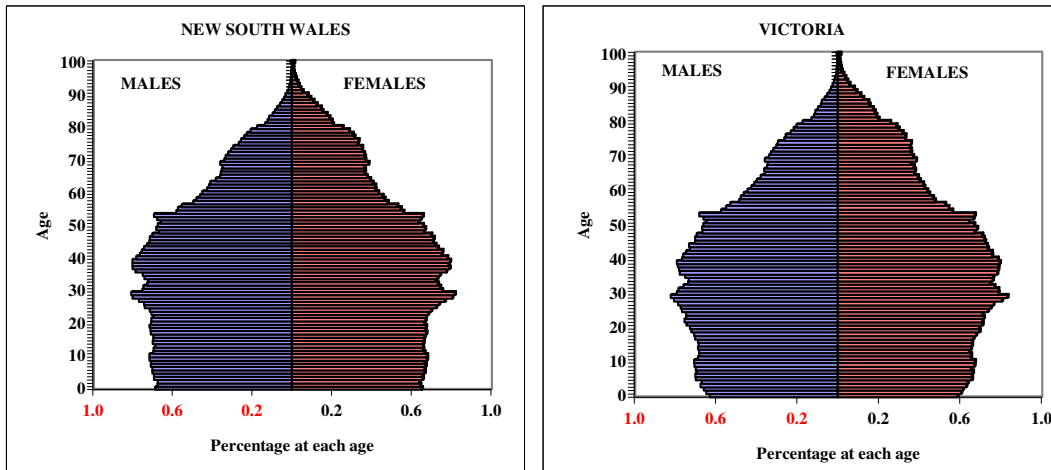 NEW SOUTH WALES
MALES FEMALES
100
90
80
70
60
50
40
30
20
10
0
Age
1.0 0.6 0.2 0.2 0.6 1.0
Percentage at each age
VICTORIA
MALES FEMALES
100
90
80
70
60
50
40
30
20
10
0
Age
1.0 0.6 0.2 0.2 0.6 1.0
Percentage at each age